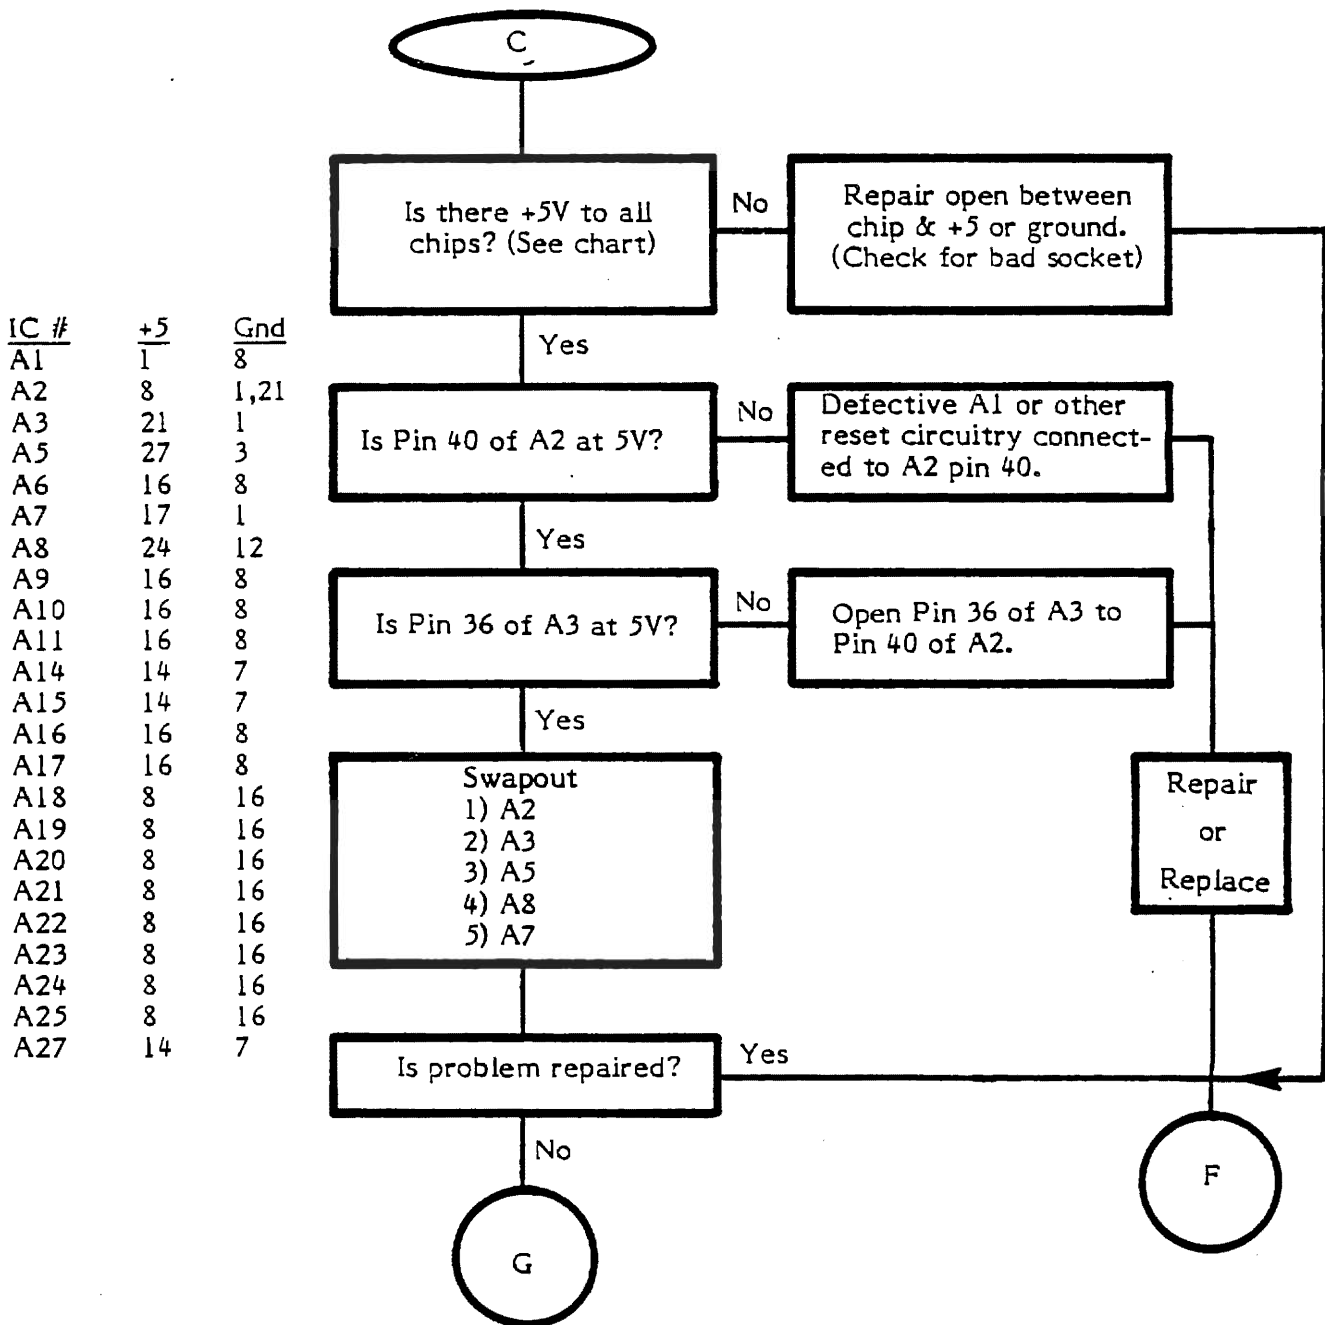 C
Is there +5V to all
chips? (See chart)
No
Repair open between
chip & +5 or ground.
(Check for bad socket)
Yes
IC # +5 Gnd
A1 1 8
A2 8 1,21
A3 21 1
A5 27 3
A6 16 8
A7 17 1
A8 24 12
A9 16 8
A10 16 8
A11 16 8
A14 14 7
A15 14 7
A16 16 8
A17 16 8
A18 8 16
A19 8 16
A20 8 16
A21 8 16
A22 8 16
A23 8 16
A24 8 16
A25 8 16
A27 14 7
Is Pin 40 of A2 at 5V?
No
Defective A1 or other
reset circuitry connect-
ed to A2 pin 40.
Yes
Is Pin 36 of A3 at 5V?
No
Open Pin 36 of A3 to
Pin 40 of A2.
Yes
Swapout
1) A2
2) A3
3) A5
4) A8
5) A7
Repair
or
Replace
Is problem repaired?
Yes
No
F
G